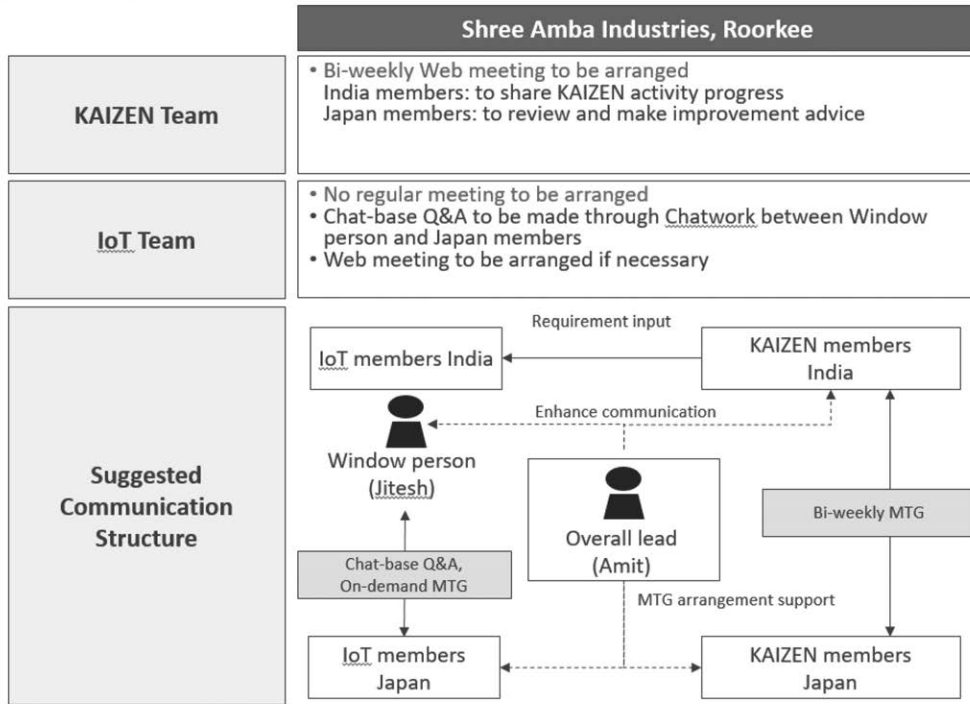 Shree Amba Industries, Roorkee
KAIZEN Team
• Bi-weekly Web meeting to be arranged
India members: to share KAIZEN activity progress
Japan members: to review and make improvement advice
IoT Team
• No regular meeting to be arranged
• Chat-base Q&A to be made through Chatwork between Window
person and Japan members
• Web meeting to be arranged if necessary
Suggested
Communication
Structure
Requirement input
IoT members India
KAIZEN members
India
Enhance communication
Window person
(Jitesh)
Overall lead
(Amit)
Bi-weekly MTG
Chat-base Q&A,
On-demand MTG
MTG arrangement support
IoT members
Japan
KAIZEN members
Japan